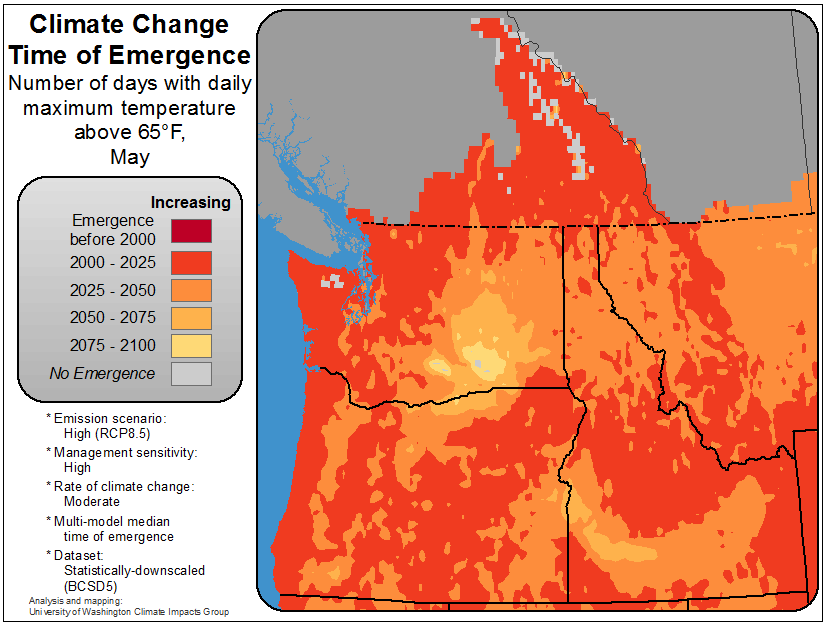 Climate Change
Time of Emergence
Number of days with daily
maximum temperature
above 65°F,
May
Increasing
Emergence
before 2000
2000 - 2025
2025 - 2050
2050 - 2075
2075 - 2100
No Emergence
* Emission scenario:
High (RCP8.5)
* Management sensitivity:
High
* Rate of climate change:
Moderate
* Multi-model median
time of emergence
* Dataset:
Statistically-downscaled
(BCSD5)
Analysis and mapping:
University of Washington Climate Impacts Group